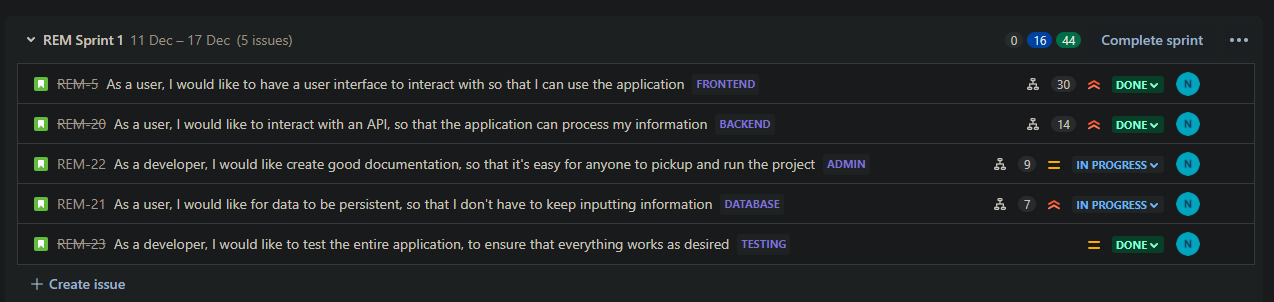 REM Sprint 1 11 Dec – 17 Dec (5 issues) 0 16 44 Complete sprint
REM-5 As a user, I would like to have a user interface to interact with so that I can use the application FRONTEND 30 DONE N
REM-20 As a user, I would like to interact with an API, so that the application can process my information BACKEND 14 DONE N
REM-22 As a developer, I would like create good documentation, so that it's easy for anyone to pickup and run the project ADMIN 9 IN PROGRESS N
REM-21 As a user, I would like for data to be persistent, so that I don't have to keep inputting information DATABASE 7 IN PROGRESS N
REM-23 As a developer, I would like to test the entire application, to ensure that everything works as desired TESTING DONE N
Create issue